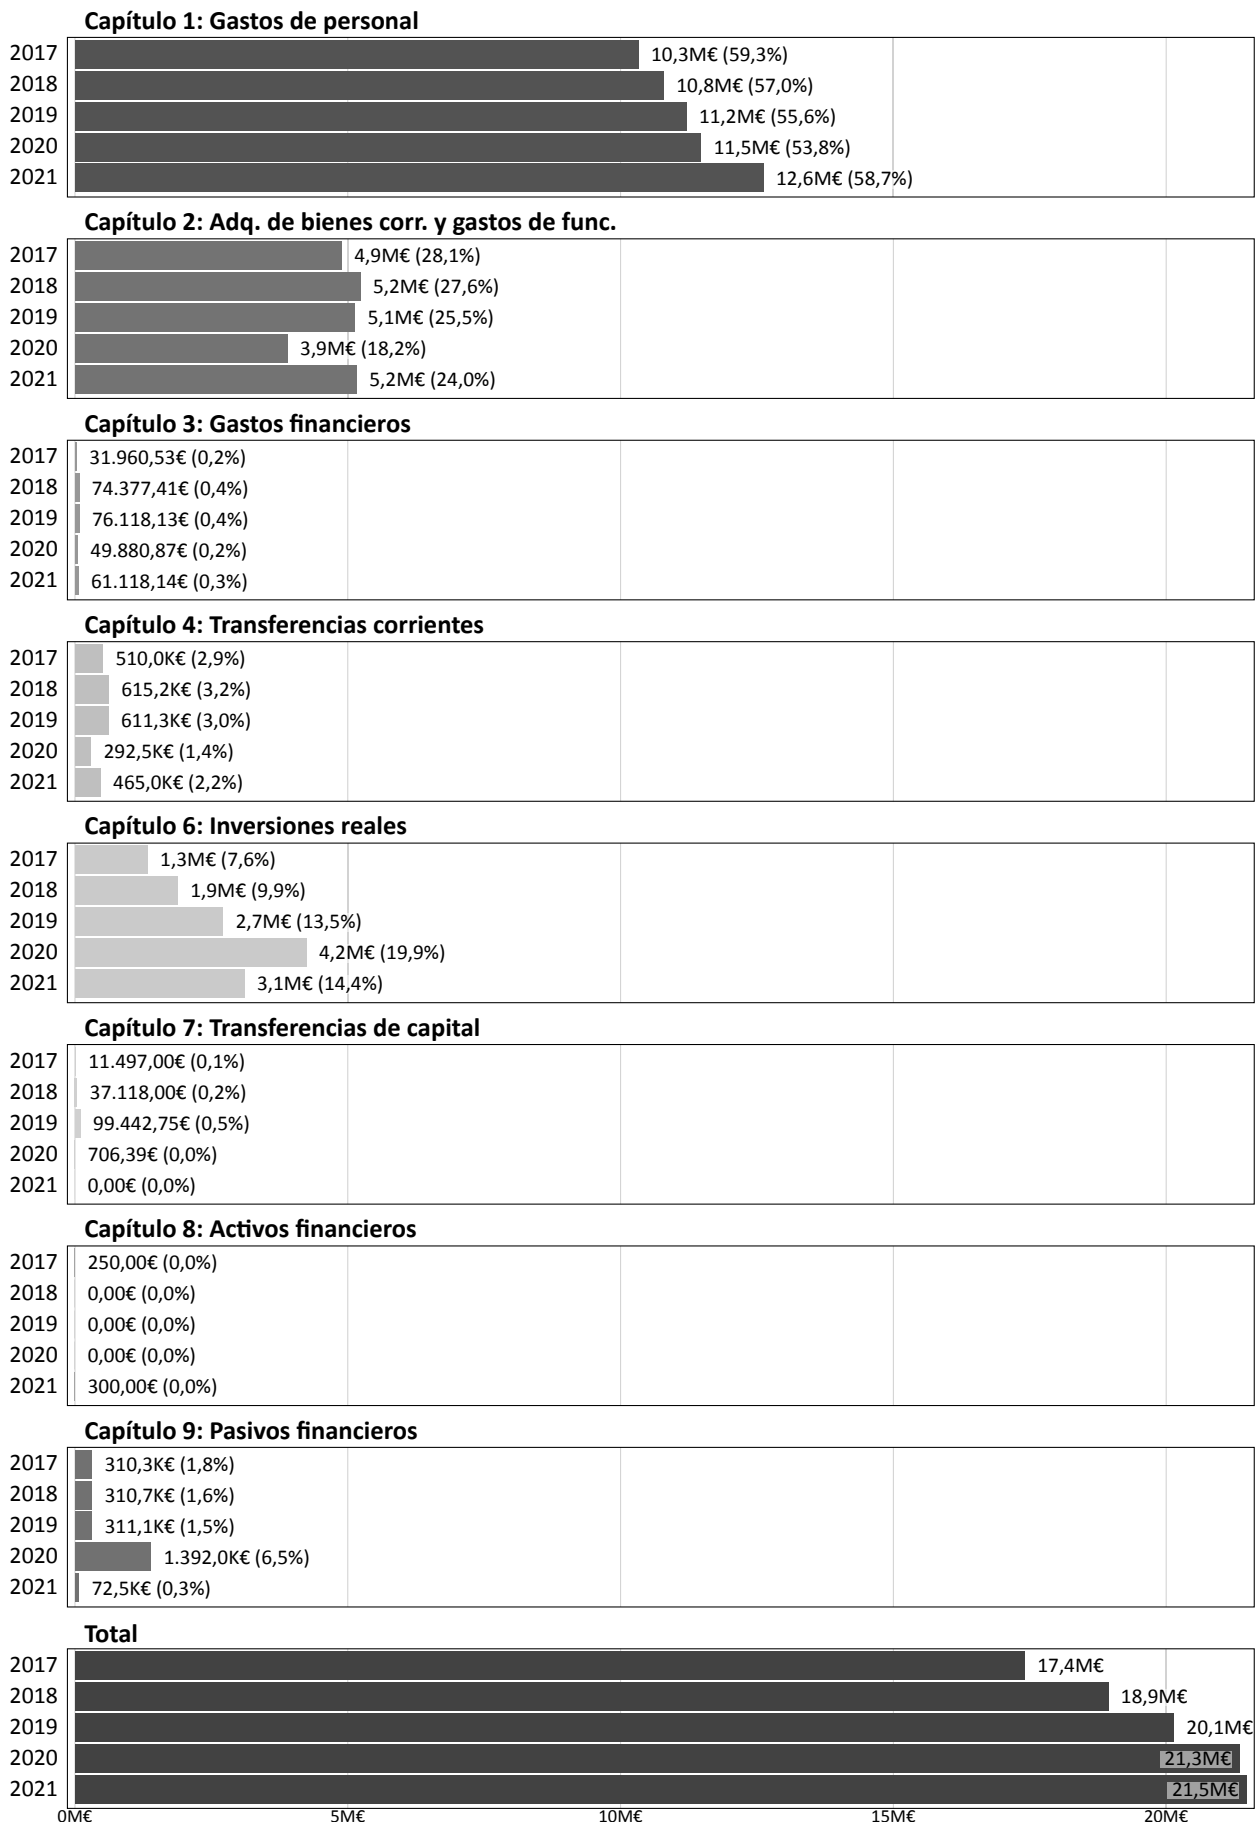 Capítulo 1: Gastos de personal
2017 10,3M€ (59,3%)
2018 10,8M€ (57,0%)
2019 11,2M€ (55,6%)
2020 11,5M€ (53,8%)
2021 12,6M€ (58,7%)
Capítulo 2: Adq. de bienes corr. y gastos de func.
2017 4,9M€ (28,1%)
2018 5,2M€ (27,6%)
2019 5,1M€ (25,5%)
2020 3,9M€ (18,2%)
2021 5,2M€ (24,0%)
Capítulo 3: Gastos financieros
2017 31.960,53€ (0,2%)
2018 74.377,41€ (0,4%)
2019 76.118,13€ (0,4%)
2020 49.880,87€ (0,2%)
2021 61.118,14€ (0,3%)
Capítulo 4: Transferencias corrientes
2017 510,0K€ (2,9%)
2018 615,2K€ (3,2%)
2019 611,3K€ (3,0%)
2020 292,5K€ (1,4%)
2021 465,0K€ (2,2%)
Capítulo 6: Inversiones reales
2017 1,3M€ (7,6%)
2018 1,9M€ (9,9%)
2019 2,7M€ (13,5%)
2020 4,2M€ (19,9%)
2021 3,1M€ (14,4%)
Capítulo 7: Transferencias de capital
2017 11.497,00€ (0,1%)
2018 37.118,00€ (0,2%)
2019 99.442,75€ (0,5%)
2020 706,39€ (0,0%)
2021 0,00€ (0,0%)
Capítulo 8: Activos financieros
2017 250,00€ (0,0%)
2018 0,00€ (0,0%)
2019 0,00€ (0,0%)
2020 0,00€ (0,0%)
2021 300,00€ (0,0%)
Capítulo 9: Pasivos financieros
2017 310,3K€ (1,8%)
2018 310,7K€ (1,6%)
2019 311,1K€ (1,5%)
2020 1.392,0K€ (6,5%)
2021 72,5K€ (0,3%)
Total
2017 17,4M€
2018 18,9M€
2019 20,1M€
2020 21,3M€
2021 21,5M€
0M€ 5M€ 10M€ 15M€ 20M€